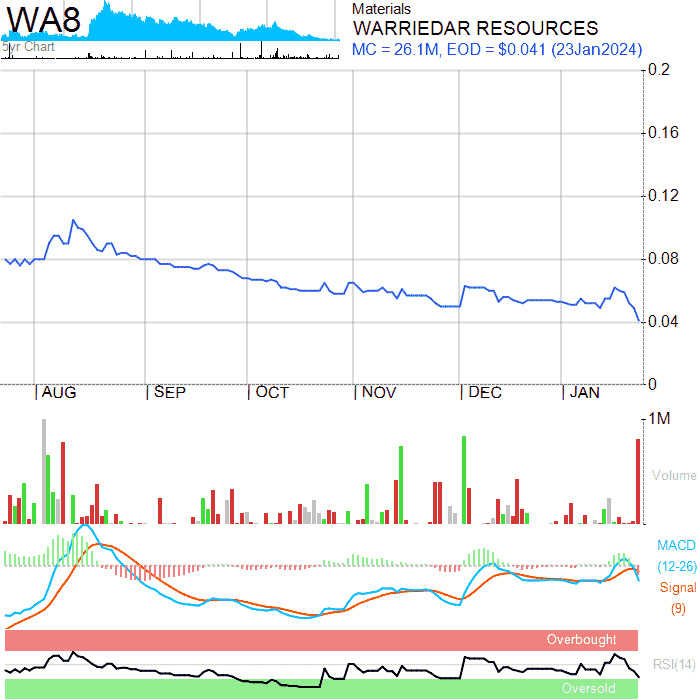 WA8
5yr Chart
Materials
WARRIEDAR RESOURCES
MC = 26.1M, EOD = $0.041 (23Jan2024)
0.2
0.16
0.12
0.08
0.04
0
AUG
SEP
OCT
NOV
DEC
JAN
1M
Volume
MACD
(12-26)
Signal
(9)
Overbought
RSI(14)
Oversold